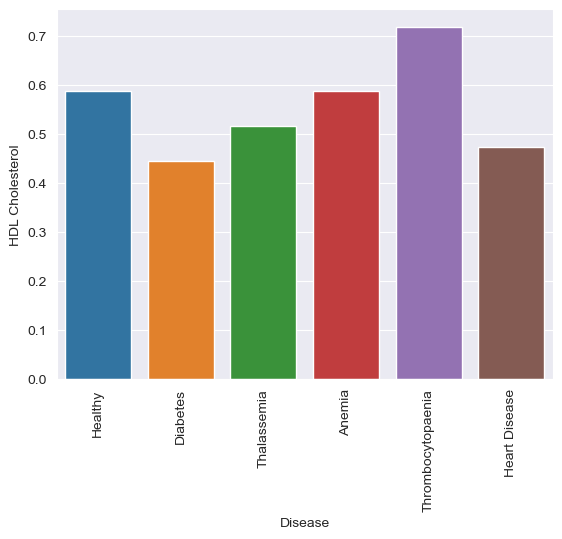 0.7
0.6
0.5
0.4
0.3
0.2
0.1
0.0
HDL Cholesterol
Healthy
Diabetes
Thalassemia
Anemia
Thrombocytopaenia
Heart Disease
Disease